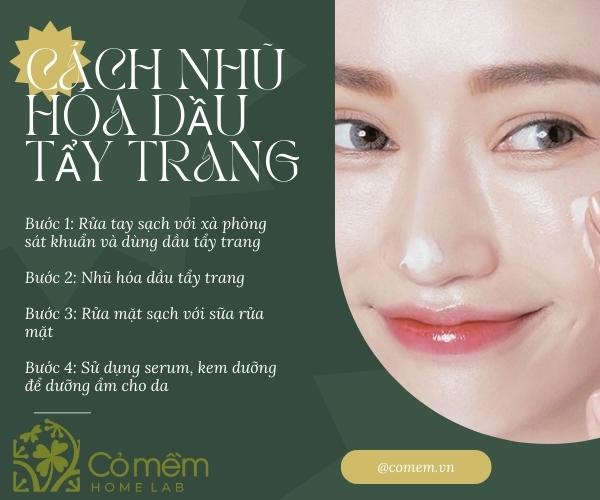 CÁCH NHŨ
HÓA DẦU
TẨY TRANG
Bước 1: Rửa tay sạch với xà phòng
sát khuẩn và dùng dầu tẩy trang
Bước 2: Nhũ hóa dầu tẩy trang
Bước 3: Rửa mặt sạch với sữa rửa
mặt
Bước 4: Sử dụng serum, kem dưỡng
để dưỡng ẩm cho da
Cỏ mềm
HOME LAB
@comem.vn